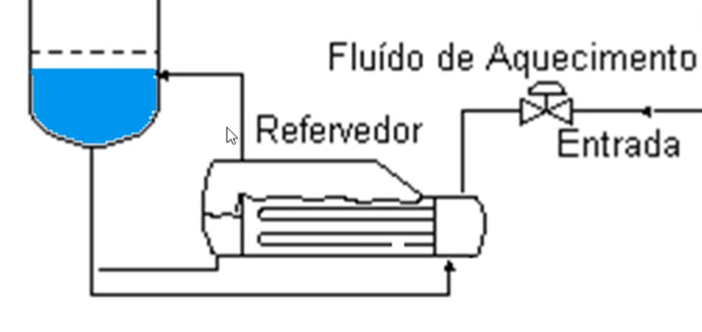 Fluído de Aquecimento
Refervedor
Entrada